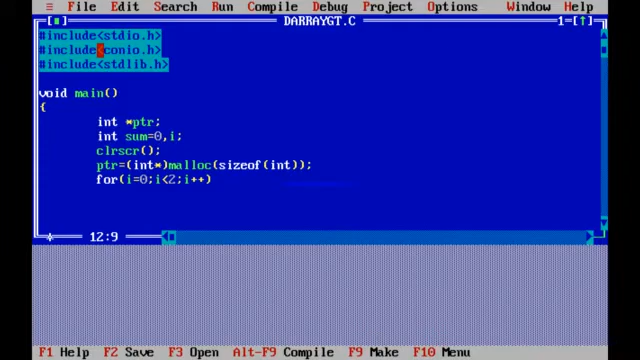 ≡ File Edit Search Run Compile Debug Project Options Window Help
[■] DARRAYGT.C 1=[↑]
#include<stdio.h>
#include<conio.h>
#include<stdlib.h>
void main()
{
int *ptr;
int sum=0,i;
clrscr();
ptr=(int*)malloc(sizeof(int));
for(i=0;i<2;i++)
12:9
F1 Help F2 Save F3 Open Alt-F9 Compile F9 Make F10 Menu